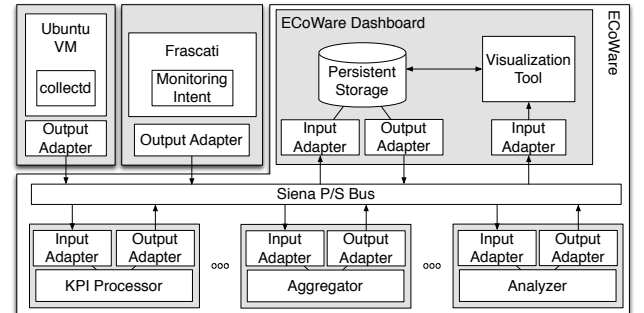 Ubuntu
VM
collectd
Output
Adapter
Frascati
Monitoring
Intent
Output Adapter
ECoWare Dashboard
Persistent
Storage
Visualization
Tool
Input
Adapter
Output
Adapter
Input
Adapter
ECoWare
Siena P/S Bus
Input
Adapter
Output
Adapter
KPI Processor
ooo
Input
Adapter
Output
Adapter
Aggregator
ooo
Input
Adapter
Output
Adapter
Analyzer